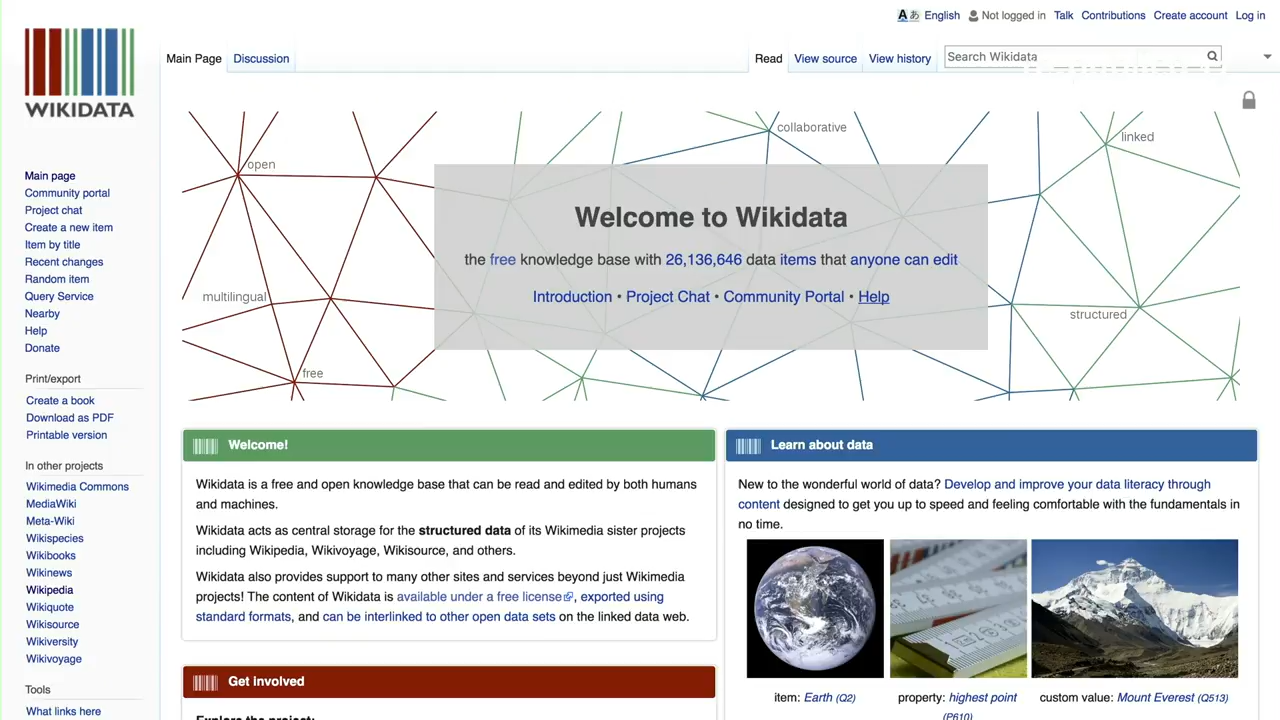 English Not logged in Talk Contributions Create account Log in
WIKIDATA
Main Page Discussion Read View source View history Search Wikidata
Main page
Community portal
Project chat
Create a new item
Item by title
Recent changes
Random item
Query Service
Nearby
Help
Donate
Print/export
Create a book
Download as PDF
Printable version
In other projects
Wikimedia Commons
MediaWiki
Meta-Wiki
Wikispecies
Wikibooks
Wikinews
Wikipedia
Wikiquote
Wikisource
Wikiversity
Wikivoyage
Tools
What links here
collaborative
linked
open
multilingual
structured
free
Welcome to Wikidata
the free knowledge base with 26,136,646 data items that anyone can edit
Introduction • Project Chat • Community Portal • Help
Welcome!
Wikidata is a free and open knowledge base that can be read and edited by both humans
and machines.
Wikidata acts as central storage for the structured data of its Wikimedia sister projects
including Wikipedia, Wikivoyage, Wikisource, and others.
Wikidata also provides support to many other sites and services beyond just Wikimedia
projects! The content of Wikidata is available under a free license, exported using
standard formats, and can be interlinked to other open data sets on the linked data web.
Get involved
Explore the project:
Learn about data
New to the wonderful world of data? Develop and improve your data literacy through
content designed to get you up to speed and feeling comfortable with the fundamentals in
no time.
item: Earth (Q2)
property: highest point
(P610)
custom value: Mount Everest (Q513)